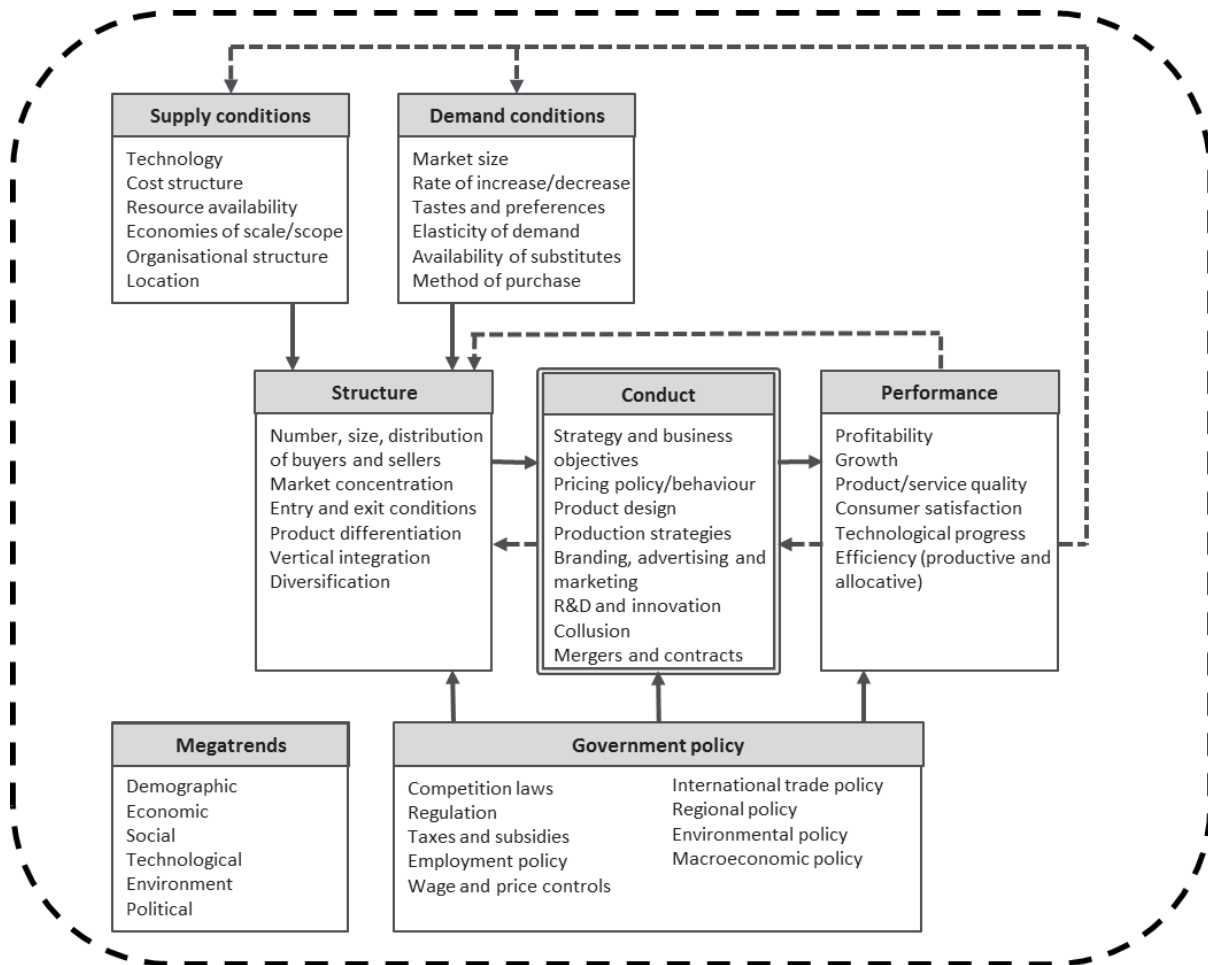 Supply conditions
Technology
Cost structure
Resource availability
Economies of scale/scope
Organisational structure
Location
Demand conditions
Market size
Rate of increase/decrease
Tastes and preferences
Elasticity of demand
Availability of substitutes
Method of purchase
Structure
Number, size, distribution
of buyers and sellers
Market concentration
Entry and exit conditions
Product differentiation
Vertical integration
Diversification
Conduct
Strategy and business
objectives
Pricing policy/behaviour
Product design
Production strategies
Branding, advertising and
marketing
R&D and innovation
Collusion
Mergers and contracts
Performance
Profitability
Growth
Product/service quality
Consumer satisfaction
Technological progress
Efficiency (productive and
allocative)
Megatrends
Demographic
Economic
Social
Technological
Environment
Political
Government policy
Competition laws
Regulation
Taxes and subsidies
Employment policy
Wage and price controls
International trade policy
Regional policy
Environmental policy
Macroeconomic policy